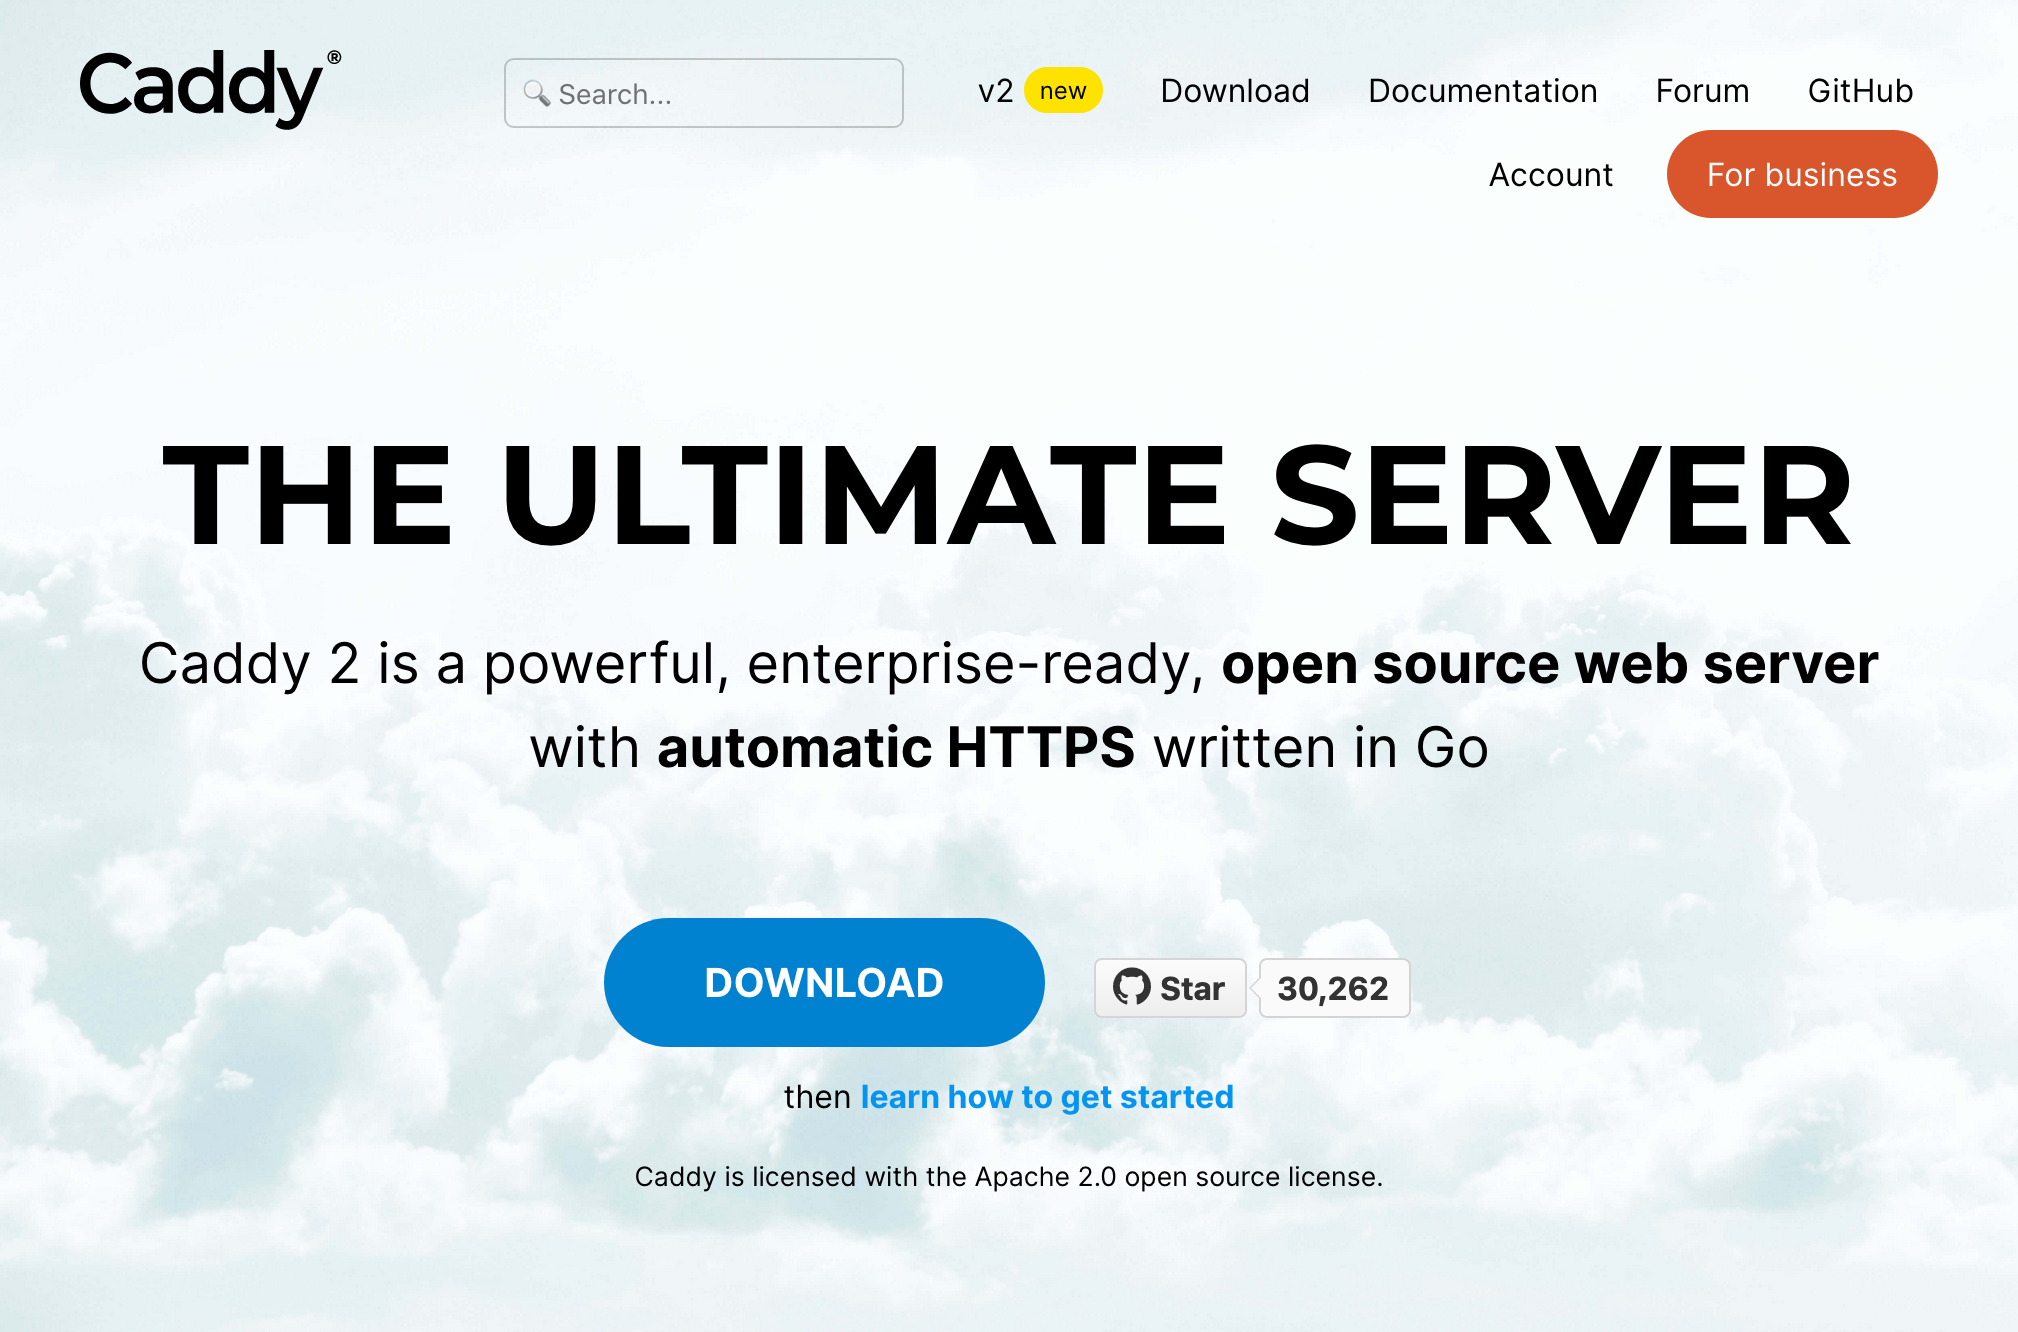 Caddy®
Search...
v2 new Download Documentation Forum GitHub
Account For business
THE ULTIMATE SERVER
Caddy 2 is a powerful, enterprise-ready, open source web server
with automatic HTTPS written in Go
DOWNLOAD
Star 30,262
then learn how to get started
Caddy is licensed with the Apache 2.0 open source license.